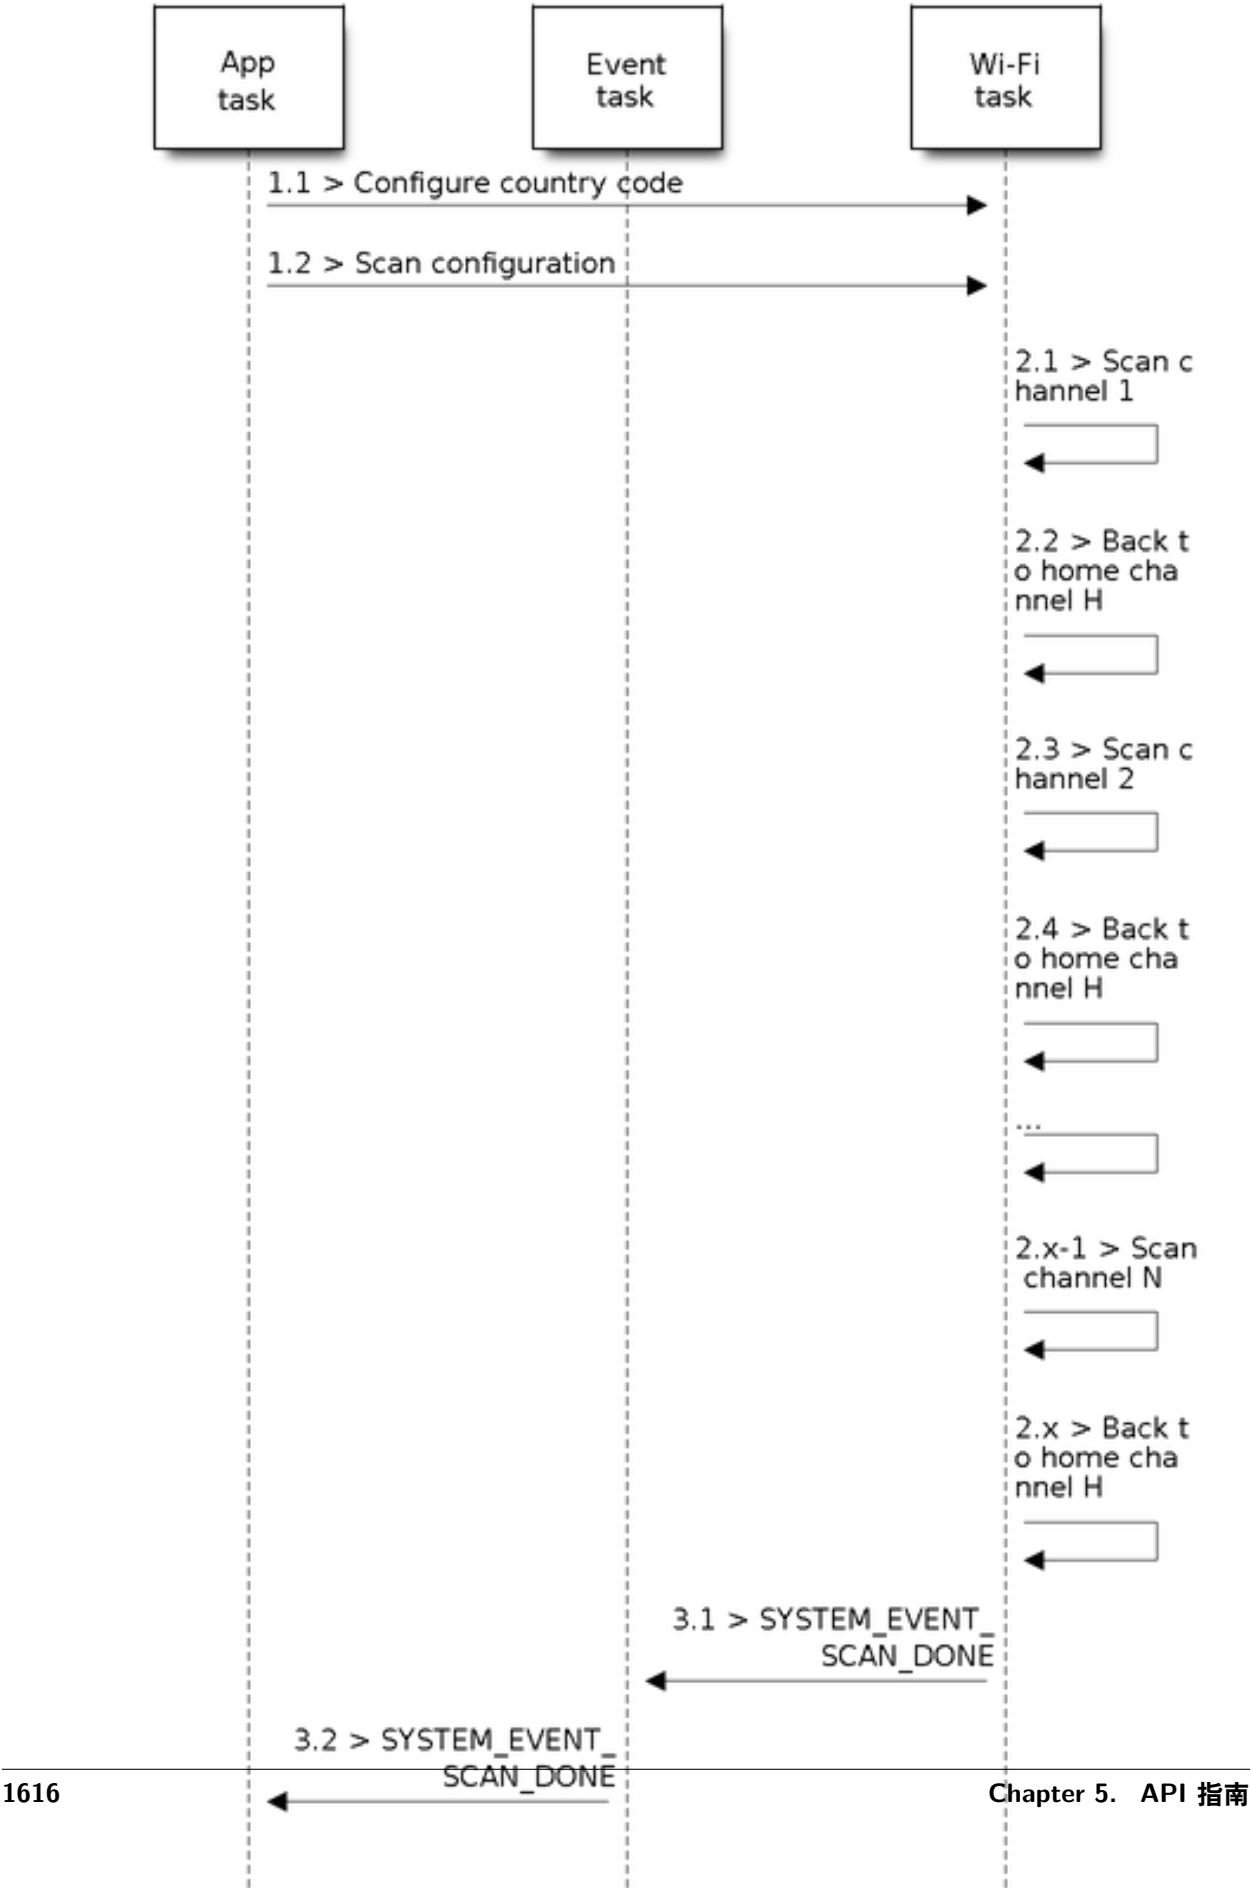 App
task
Event
task
Wi-Fi
task
1.1 > Configure country code
1.2 > Scan configuration
2.1 > Scan c
hannel 1
2.2 > Back t
o home cha
nnel H
2.3 > Scan c
hannel 2
2.4 > Back t
o home cha
nnel H
...
2.x-1 > Scan
channel N
2.x > Back t
o home cha
nnel H
3.1 > SYSTEM_EVENT_
SCAN_DONE
3.2 > SYSTEM_EVENT_
SCAN_DONE
1616
Chapter 5. API 指南